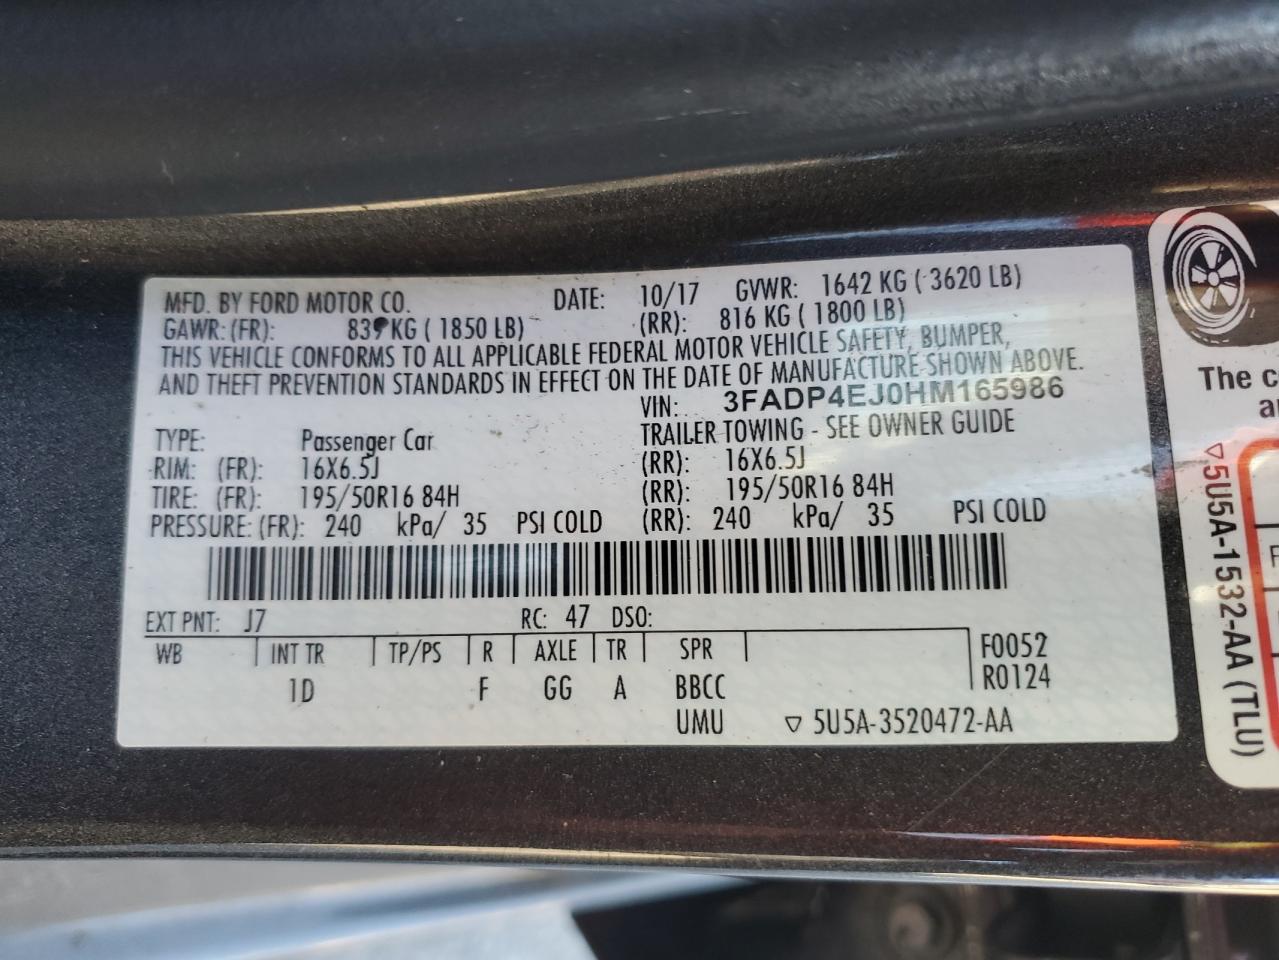 MFD. BY FORD MOTOR CO. DATE: 10/17 GVWR: 1642 KG ( 3620 LB)
GAWR: (FR): 839 KG ( 1850 LB) (RR): 816 KG ( 1800 LB)
THIS VEHICLE CONFORMS TO ALL APPLICABLE FEDERAL MOTOR VEHICLE SAFETY, BUMPER,
AND THEFT PREVENTION STANDARDS IN EFFECT ON THE DATE OF MANUFACTURE SHOWN ABOVE.
VIN: 3FADP4EJ0HM165986
TYPE: Passenger Car TRAILER TOWING - SEE OWNER GUIDE
RIM: (FR): 16X6.5J (RR): 16X6.5J
TIRE: (FR): 195/50R16 84H (RR): 195/50R16 84H
PRESSURE: (FR): 240 kPa/ 35 PSI COLD (RR): 240 kPa/ 35 PSI COLD
EXT PNT: J7 RC: 47 DSO:
WB INT TR TP/PS R AXLE TR SPR F0052
1D F GG A BBCC R0124
UMU ▽ 5U5A-3520472-AA
The c
a
▽5U5A-1532-AA (TLU)